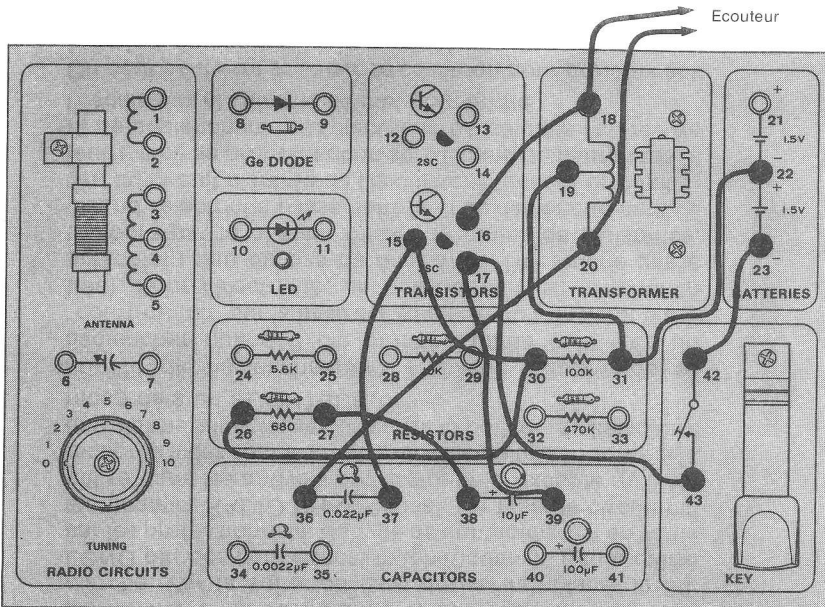 Ecouteur
1
2
3
4
5
ANTENNA
6
7
0 1 2 3 4 5 6 7 8 9 10
TUNING
RADIO CIRCUITS
8
9
Ge DIODE
10
11
LED
12
13
14
2SC
15
16
17
2SC
TRANSISTORS
18
19
20
TRANSFORMER
+
21
1.5V
−
22
+
1.5V
23
−
BATTERIES
24
5.6K
25
28
29
30
100K
31
26
680
27
32
470K
33
RESISTORS
36
0.022µF
37
38
+
10µF
39
34
0.0022µF
35
40
+
100µF
41
CAPACITORS
42
43
KEY